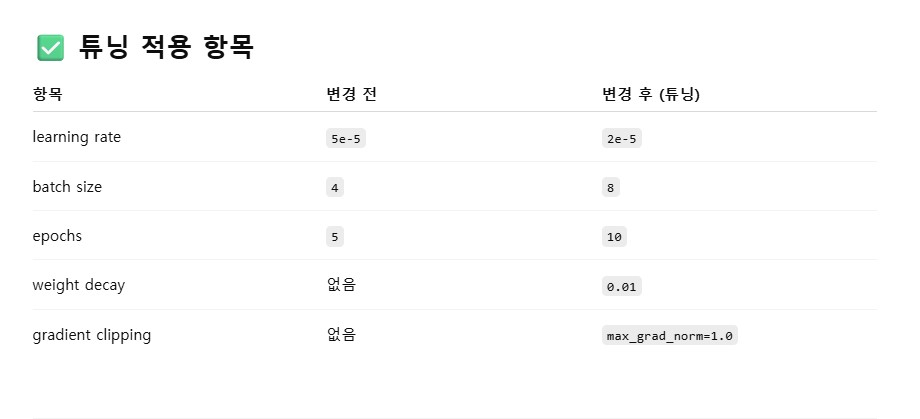 ✅ 튜닝 적용 항목
항목 변경 전 변경 후 (튜닝)
learning rate 5e-5 2e-5
batch size 4 8
epochs 5 10
weight decay 없음 0.01
gradient clipping 없음 max_grad_norm=1.0